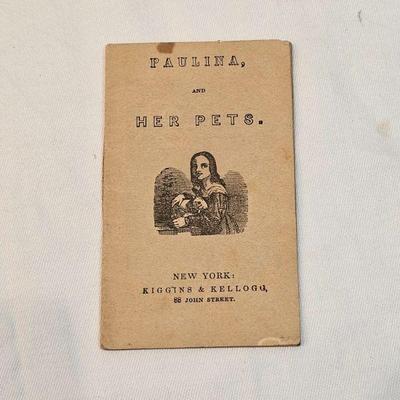 PAULINA,
AND
HER PETS.
NEW YORK:
KIGGINS & KELLOGG,
88 JOHN STREET.